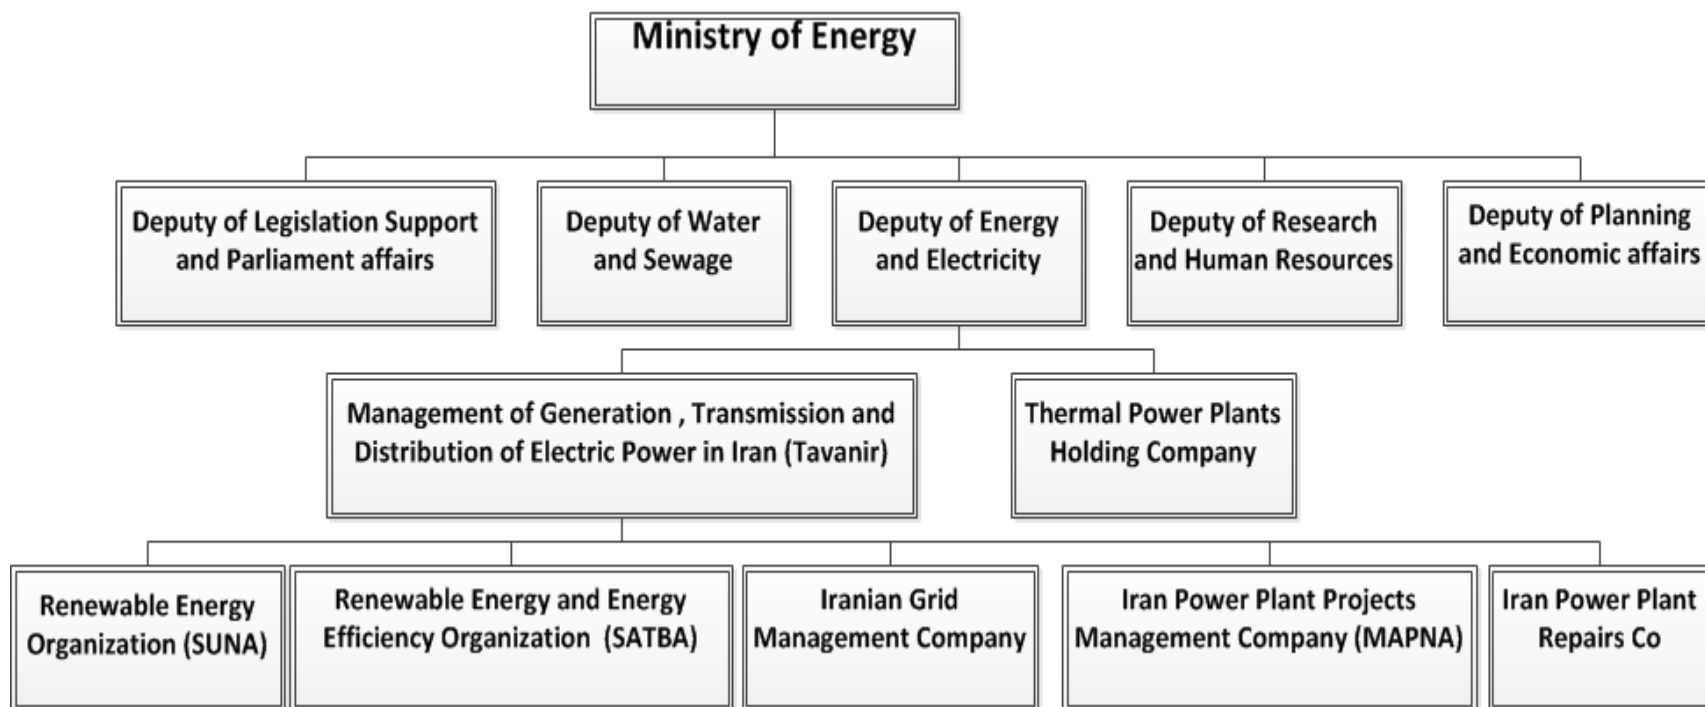 Ministry of Energy
Deputy of Legislation Support
and Parliament affairs
Deputy of Water
and Sewage
Deputy of Energy
and Electricity
Deputy of Research
and Human Resources
Deputy of Planning
and Economic affairs
Management of Generation , Transmission and
Distribution of Electric Power in Iran (Tavanir)
Thermal Power Plants
Holding Company
Renewable Energy
Organization (SUNA)
Renewable Energy and Energy
Efficiency Organization (SATBA)
Iranian Grid
Management Company
Iran Power Plant Projects
Management Company (MAPNA)
Iran Power Plant
Repairs Co